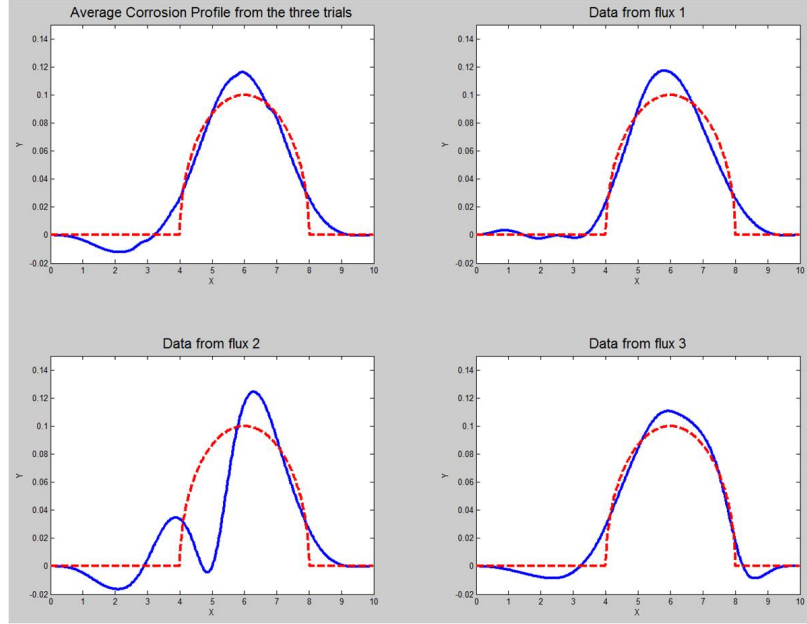 Average Corrosion Profile from the three trials
0.14
0.12
0.1
0.08
0.06
0.04
0.02
0
-0.02
Y
0 1 2 3 4 5 6 7 8 9 10
X
Data from flux 1
0.14
0.12
0.1
0.08
0.06
0.04
0.02
0
-0.02
Y
0 1 2 3 4 5 6 7 8 9 10
X
Data from flux 2
0.14
0.12
0.1
0.08
0.06
0.04
0.02
0
-0.02
Y
0 1 2 3 4 5 6 7 8 9 10
X
Data from flux 3
0.14
0.12
0.1
0.08
0.06
0.04
0.02
0
-0.02
Y
0 1 2 3 4 5 6 7 8 9 10
X